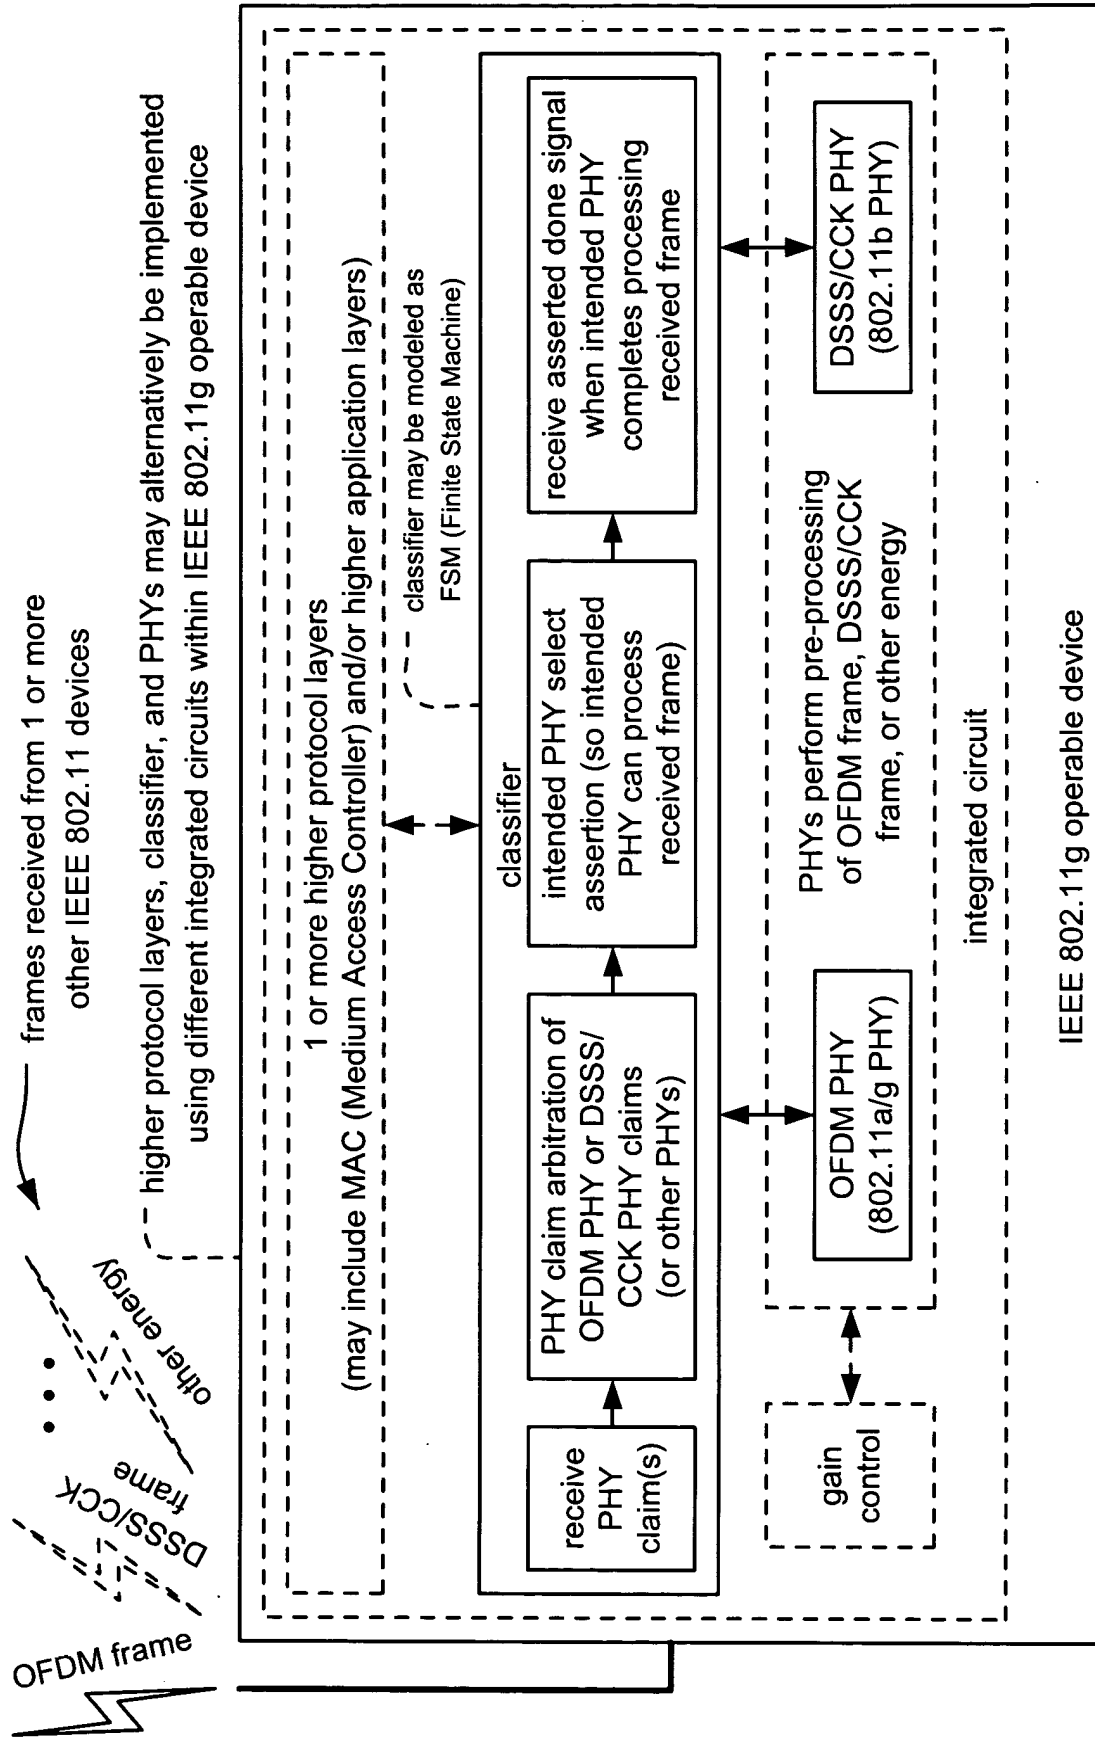 frames received from 1 or more
other IEEE 802.11 devices
OFDM frame
DSSS/CCK
frame
other energy
higher protocol layers, classifier, and PHYs may alternatively be implemented
using different integrated circuits within IEEE 802.11g operable device
1 or more higher protocol layers
(may include MAC (Medium Access Controller) and/or higher application layers)
classifier may be modeled as
FSM (Finite State Machine)
classifier
receive
PHY
claim(s)
PHY claim arbitration of
OFDM PHY or DSSS/
CCK PHY claims
(or other PHYs)
intended PHY select
assertion (so intended
PHY can process
received frame)
receive asserted done signal
when intended PHY
completes processing
received frame
gain
control
OFDM PHY
(802.11a/g PHY)
PHYs perform pre-processing
of OFDM frame, DSSS/CCK
frame, or other energy
DSSS/CCK PHY
(802.11b PHY)
integrated circuit
IEEE 802.11g operable device